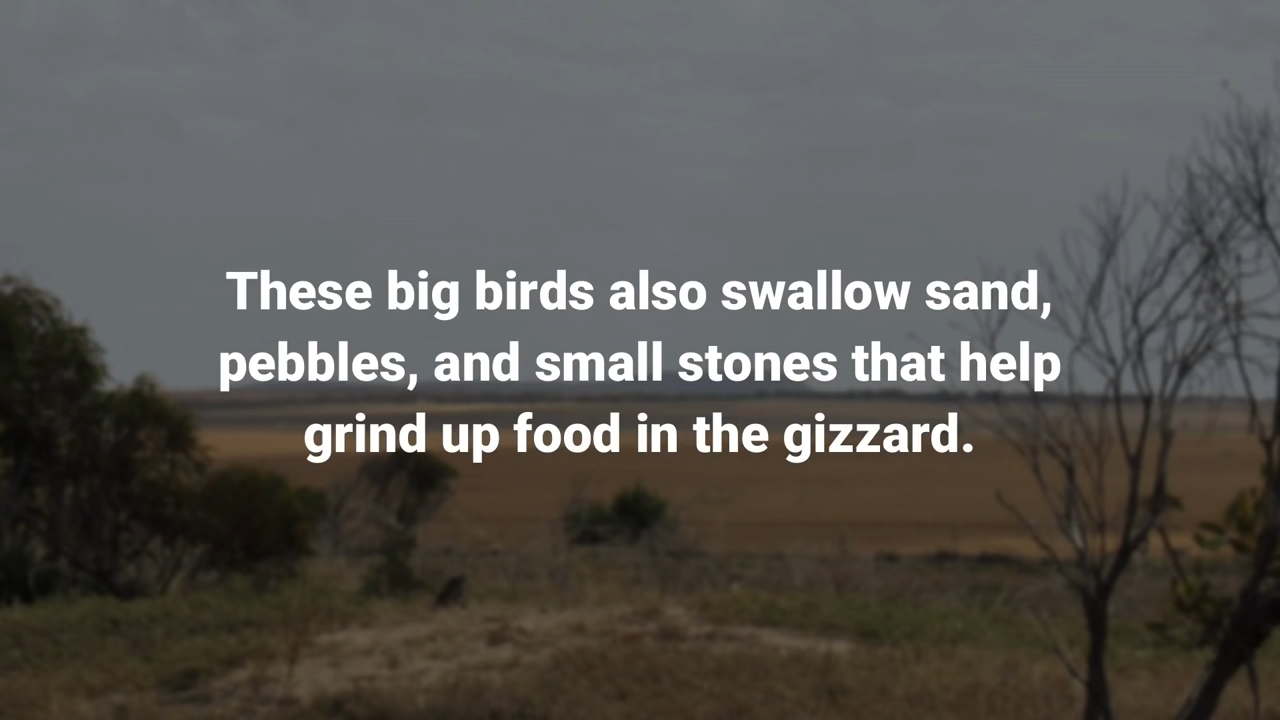 These big birds also swallow sand,
pebbles, and small stones that help
grind up food in the gizzard.